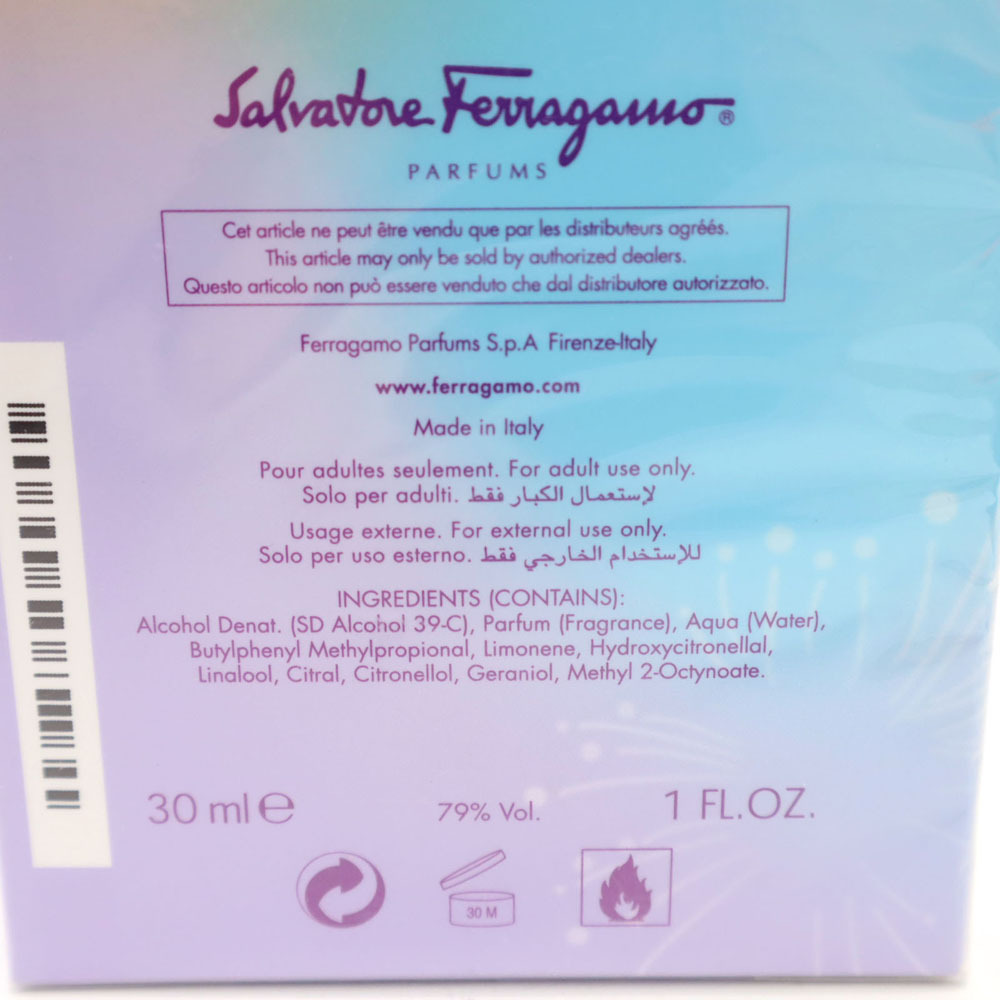 Salvatore Ferragamo®
PARFUMS
Cet article ne peut être vendu que par les distributeurs agréés.
This article may only be sold by authorized dealers.
Questo articolo non può essere venduto che dal distributore autorizzato.
Ferragamo Parfums S.p.A Firenze-Italy
www.ferragamo.com
Made in Italy
Pour adultes seulement. For adult use only.
Solo per adulti. لإستعمال الكبار فقط
Usage externe. For external use only.
Solo per uso esterno. للإستخدام الخارجي فقط
INGREDIENTS (CONTAINS):
Alcohol Denat. (SD Alcohol 39-C), Parfum (Fragrance), Aqua (Water),
Butylphenyl Methylpropional, Limonene, Hydroxycitronellal,
Linalool, Citral, Citronellol, Geraniol, Methyl 2-Octynoate.
30 ml e 79% Vol. 1 FL.OZ.
30 M